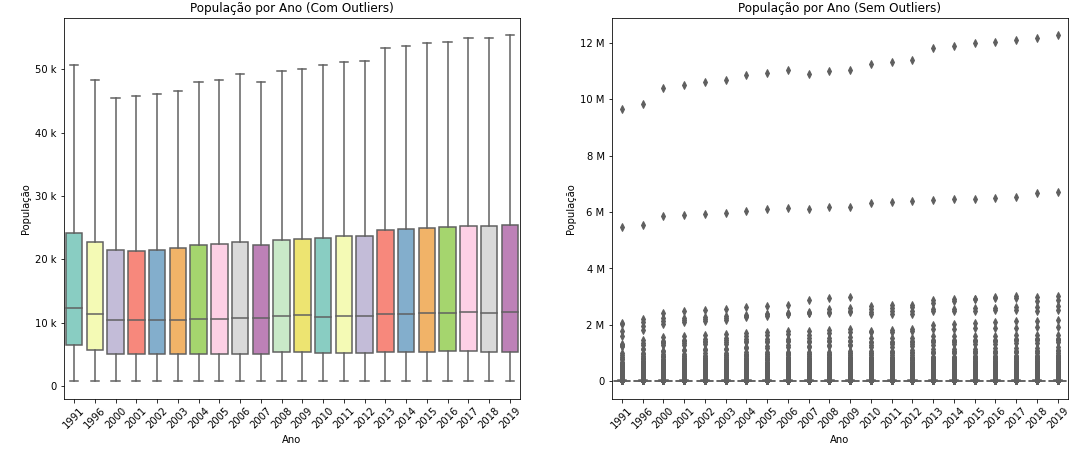 População por Ano (Com Outliers)
População
50 k
40 k
30 k
20 k
10 k
0
1991 1996 2000 2001 2002 2003 2004 2005 2006 2007 2008 2009 2010 2011 2012 2013 2014 2015 2016 2017 2018 2019
Ano
População por Ano (Sem Outliers)
População
12 M
10 M
8 M
6 M
4 M
2 M
0
1991 1996 2000 2001 2002 2003 2004 2005 2006 2007 2008 2009 2010 2011 2012 2013 2014 2015 2016 2017 2018 2019
Ano